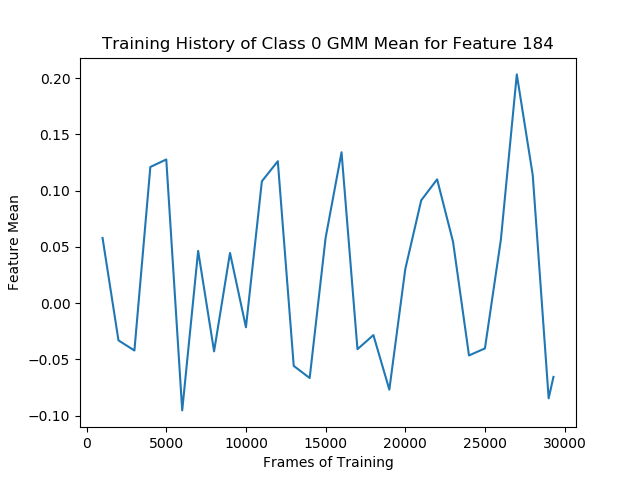 Training History of Class 0 GMM Mean for Feature 184
0.20
0.15
0.10
0.05
0.00
−0.05
−0.10
Feature Mean
0 5000 10000 15000 20000 25000 30000
Frames of Training